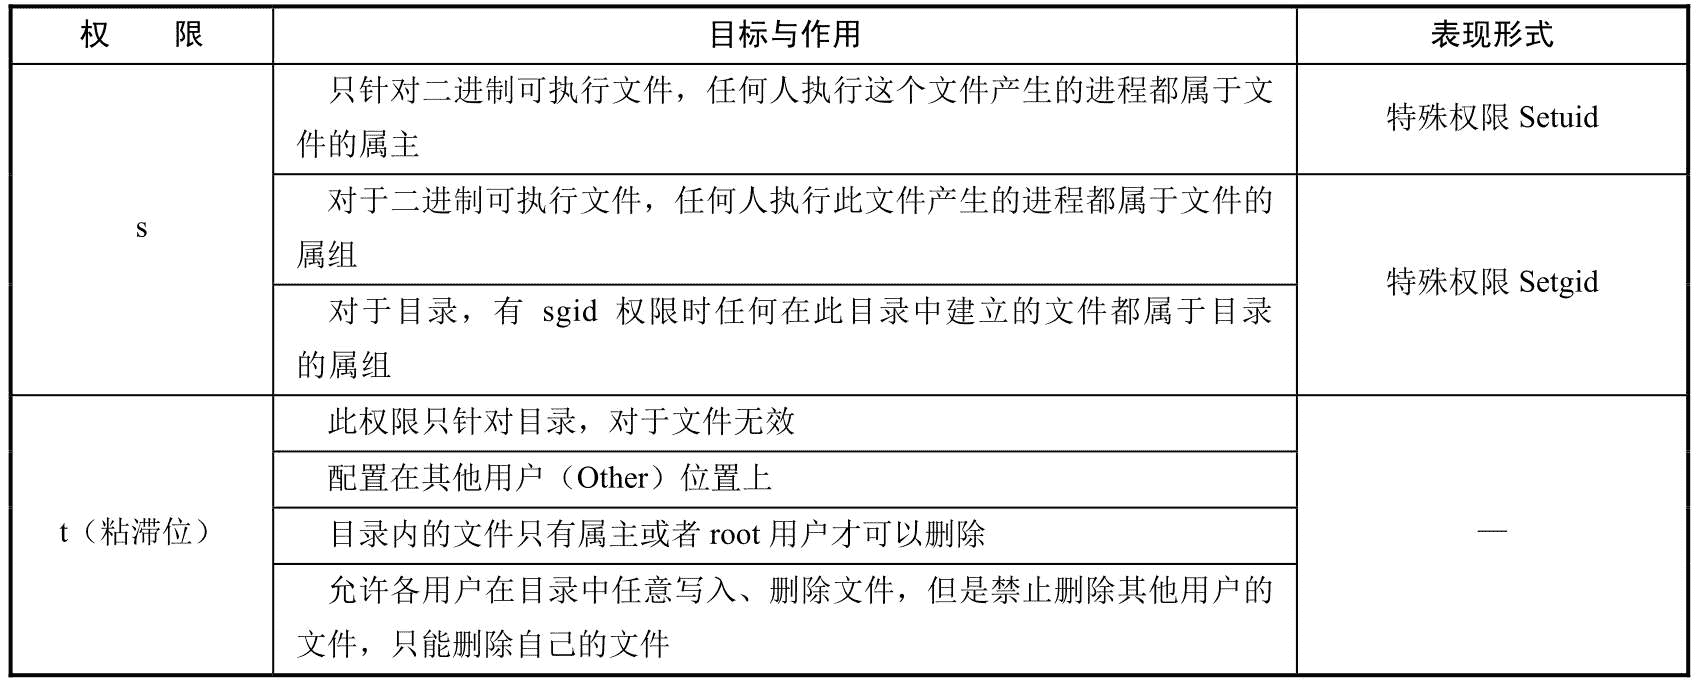 权 限 目标与作用 表现形式
只针对二进制可执行文件，任何人执行这个文件产生的进程都属于文
件的属主
特殊权限 Setuid
s
对于二进制可执行文件，任何人执行此文件产生的进程都属于文件的
属组
对于目录，有 sgid 权限时任何在此目录中建立的文件都属于目录
的属组
特殊权限 Setgid
t（粘滞位）
此权限只针对目录，对于文件无效
配置在其他用户（Other）位置上
目录内的文件只有属主或者 root 用户才可以删除
允许各用户在目录中任意写入、删除文件，但是禁止删除其他用户的
文件，只能删除自己的文件
—